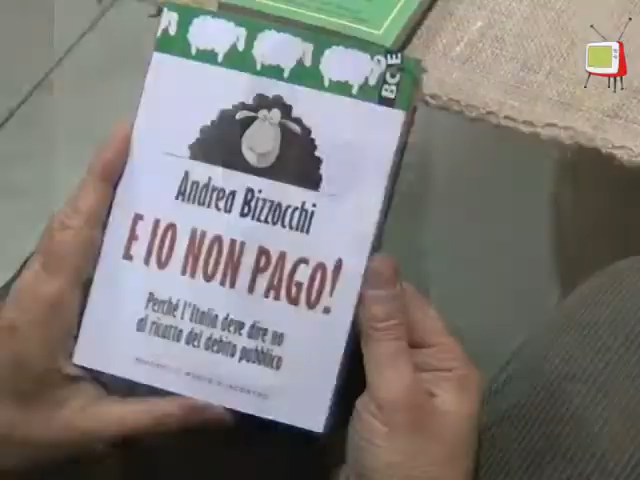 BCE
Andrea Bizzocchi
E IO NON PAGO!
Perché l'Italia deve dire no
al ricatto del debito pubblico